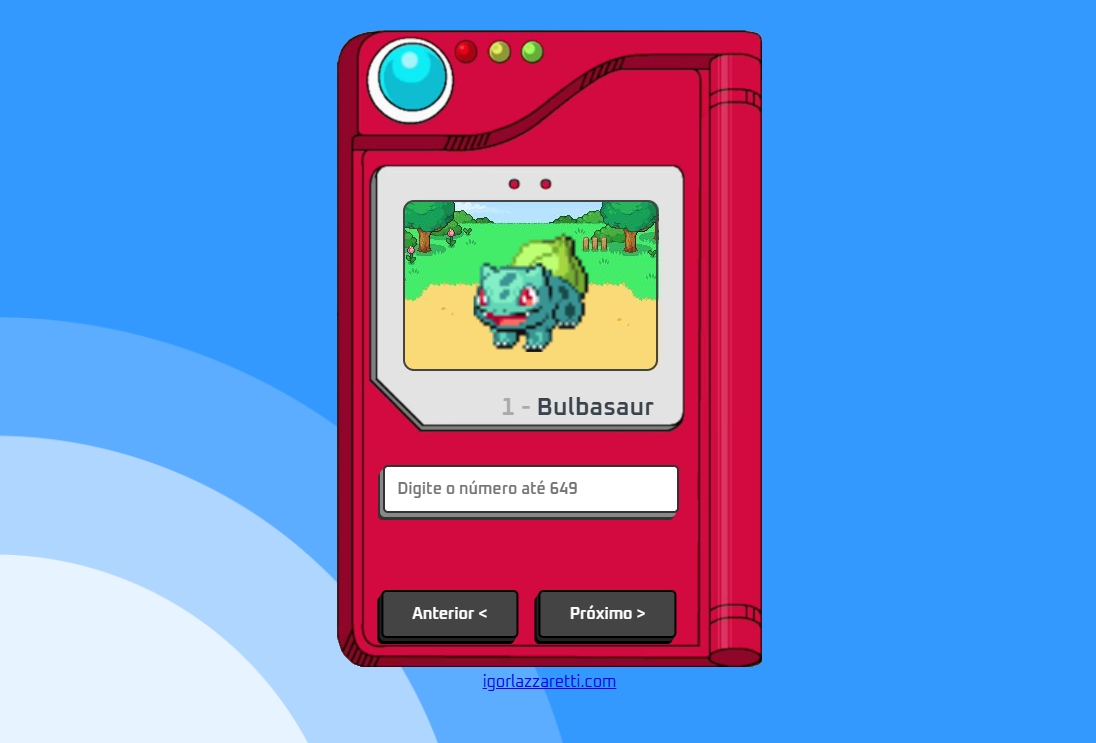 1 - Bulbasaur
Digite o número até 649
Anterior <
Próximo >
igorlazzaretti.com